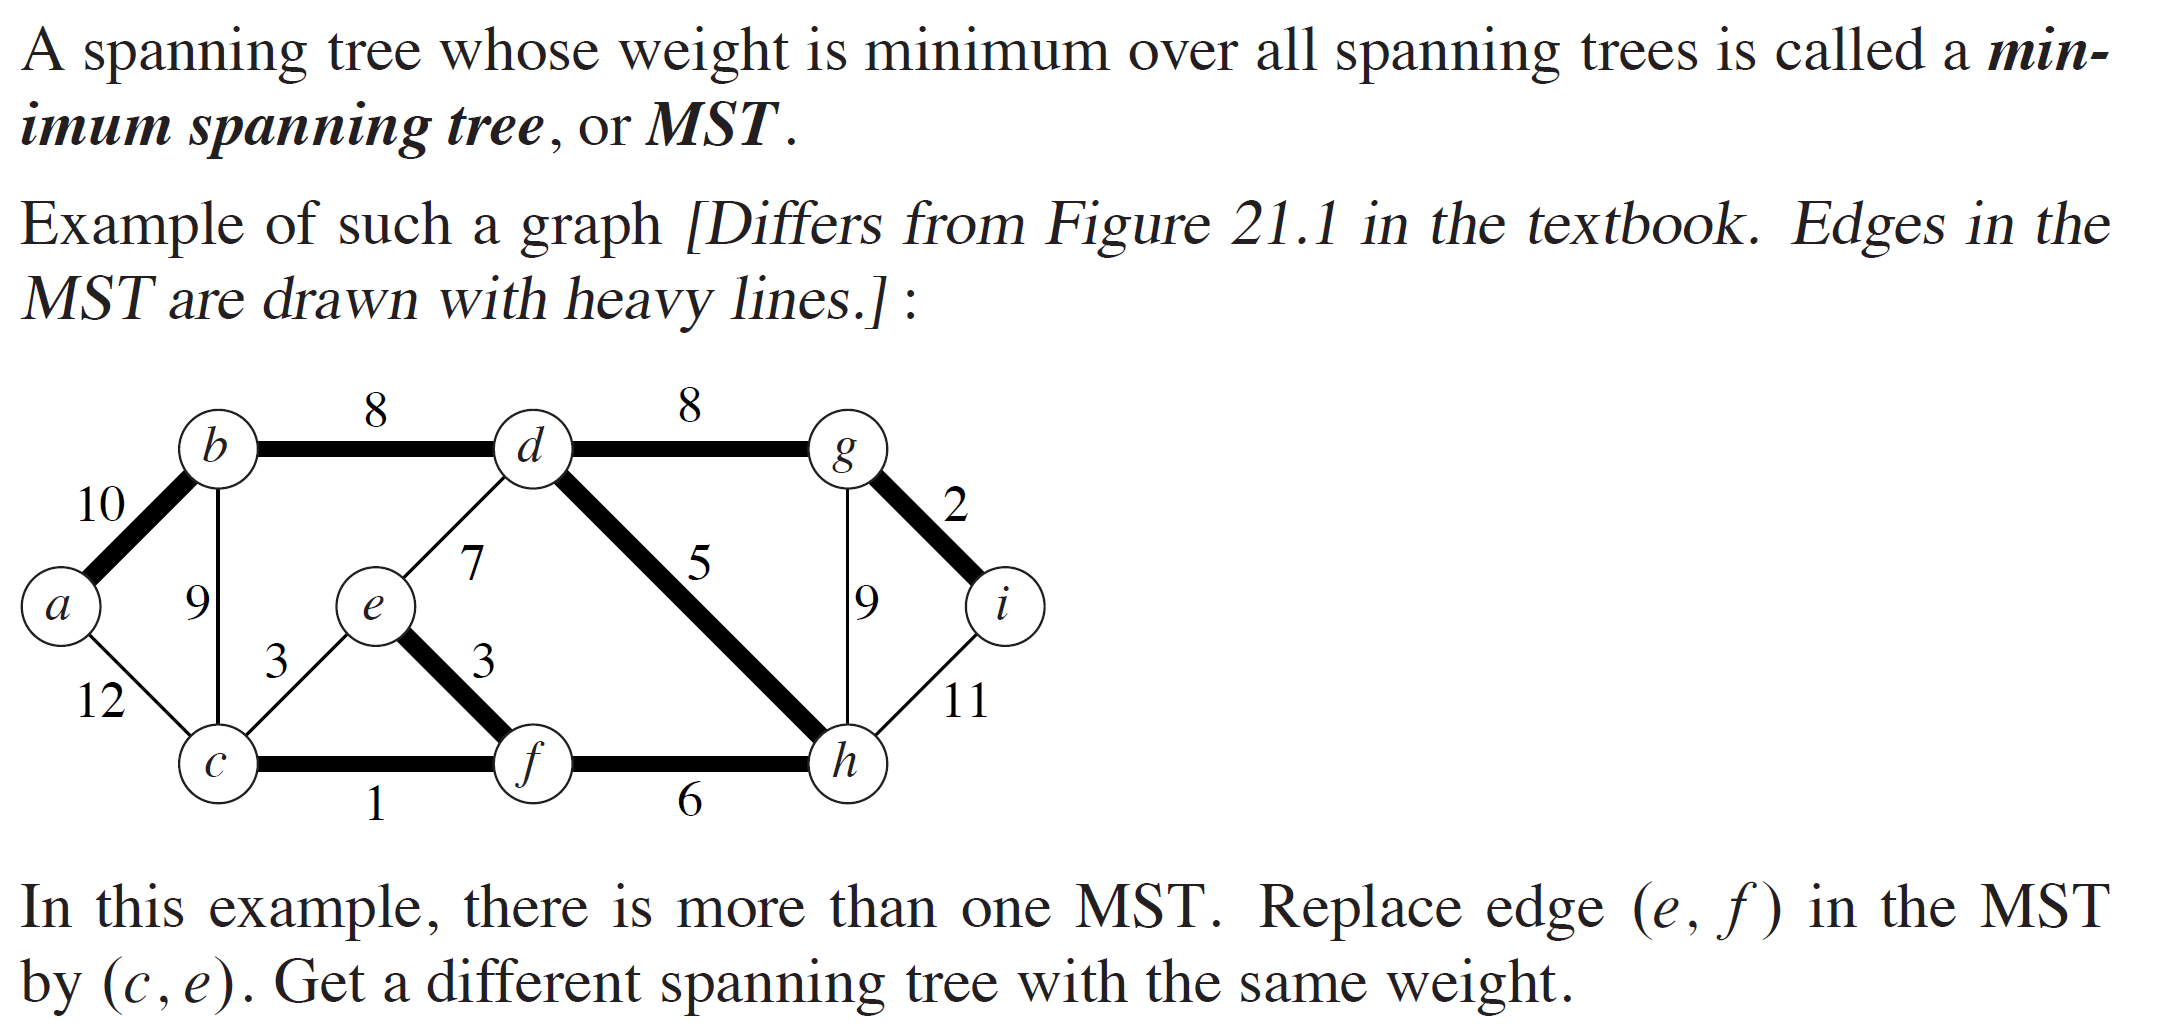 A spanning tree whose weight is minimum over all spanning trees is called a min-
imum spanning tree, or MST.
Example of such a graph [Differs from Figure 21.1 in the textbook. Edges in the
MST are drawn with heavy lines.] :
8 8
b d g
10 2
7 5
a 9 e 9 i
3 3
12 11
c f h
1 6
In this example, there is more than one MST. Replace edge (e, f) in the MST
by (c, e). Get a different spanning tree with the same weight.